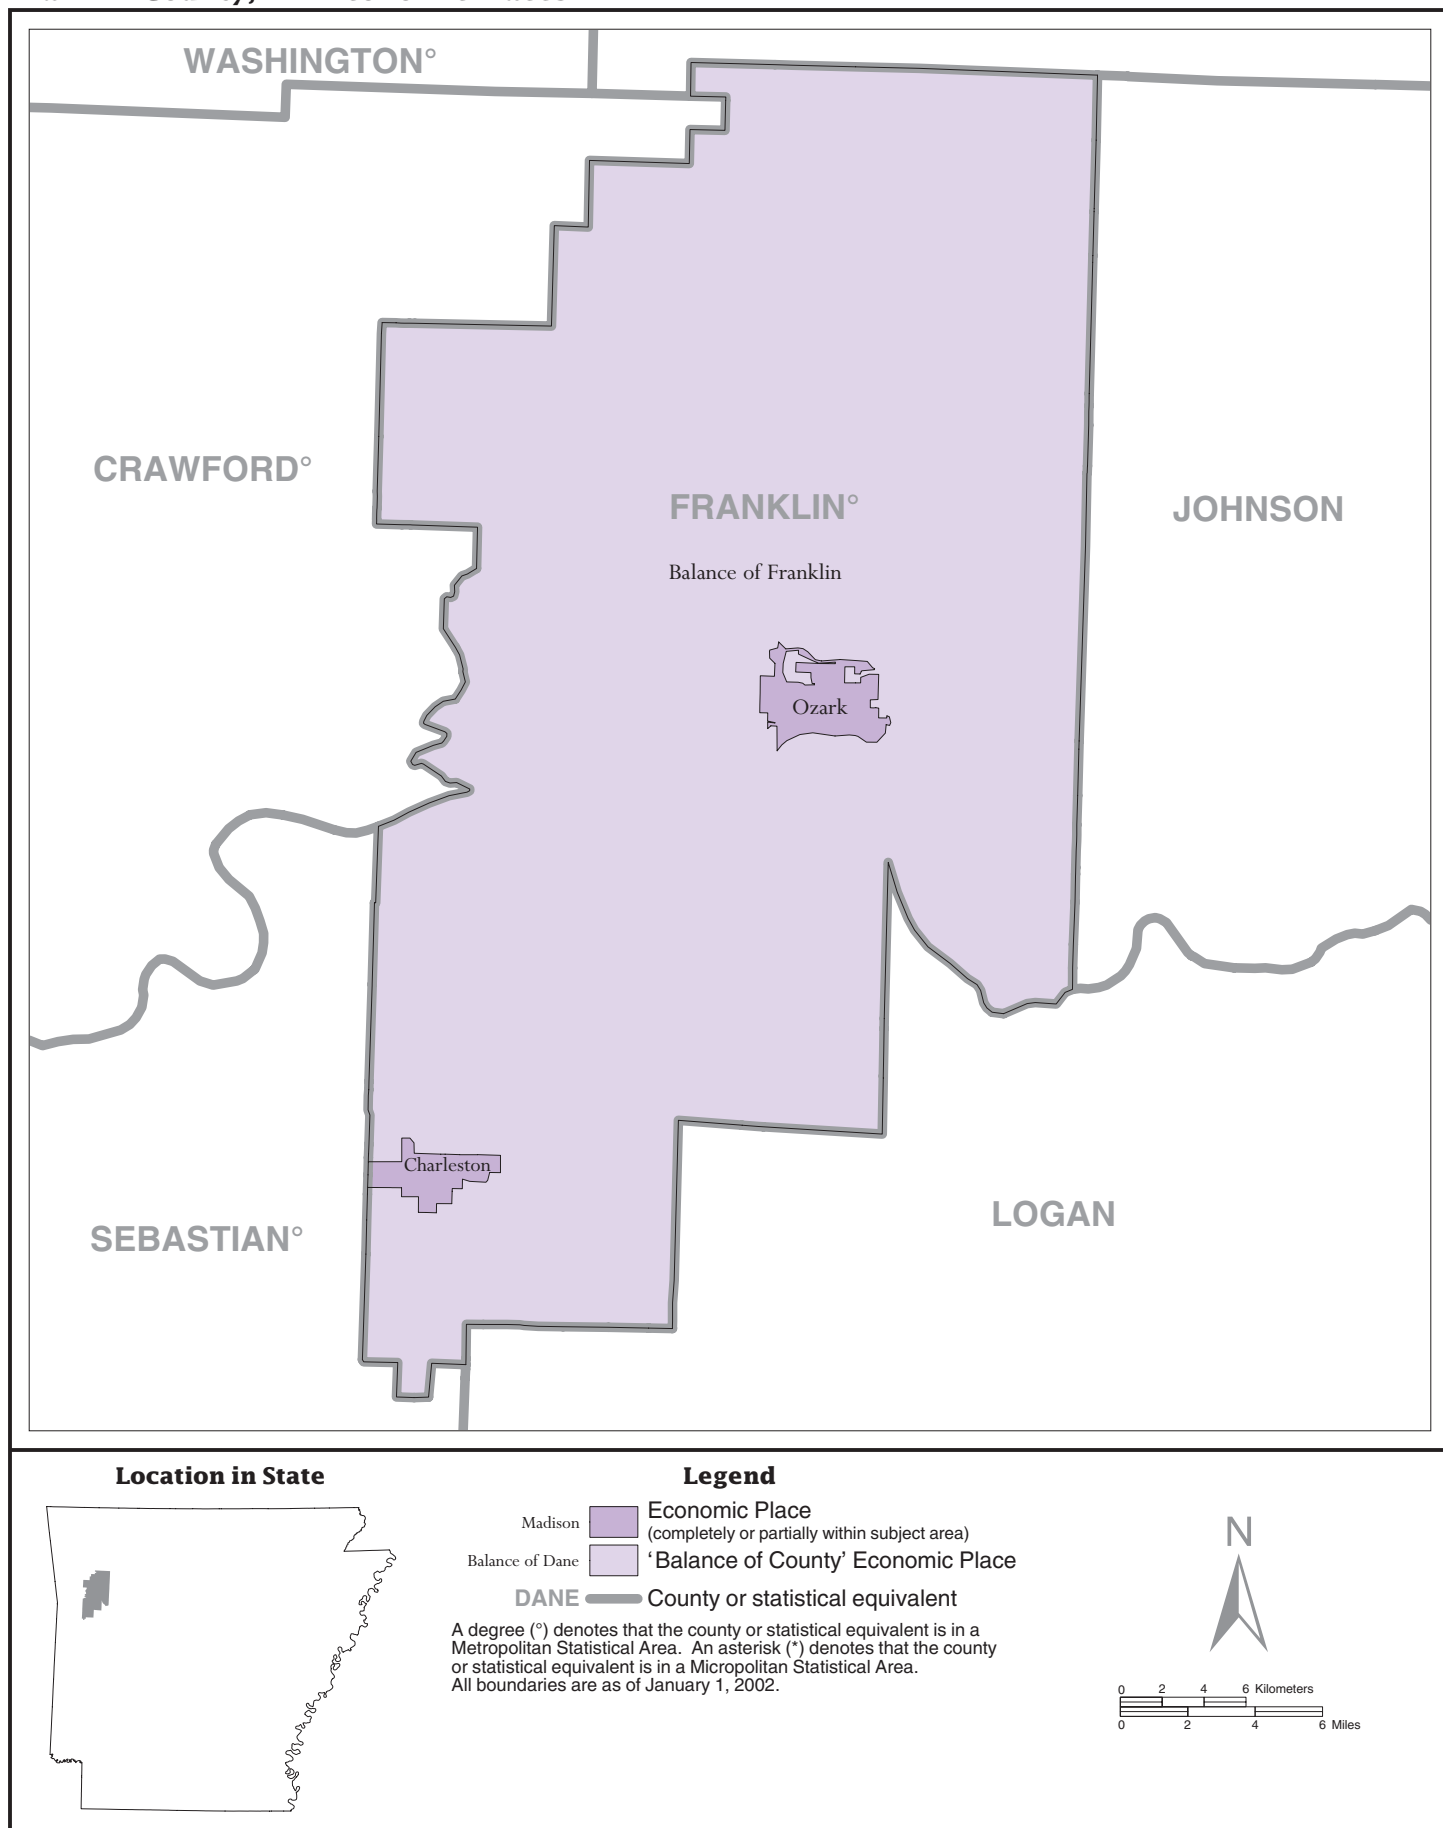 WASHINGTON°
CRAWFORD°
FRANKLIN°
JOHNSON
Balance of Franklin
Ozark
Charleston
SEBASTIAN°
LOGAN
Location in State
Legend
Madison
Economic Place
(completely or partially within subject area)
Balance of Dane
‘Balance of County’ Economic Place
DANE
County or statistical equivalent
A degree (°) denotes that the county or statistical equivalent is in a
Metropolitan Statistical Area. An asterisk (*) denotes that the county
or statistical equivalent is in a Micropolitan Statistical Area.
All boundaries are as of January 1, 2002.
N
0 2 4 6 Kilometers
0 2 4 6 Miles